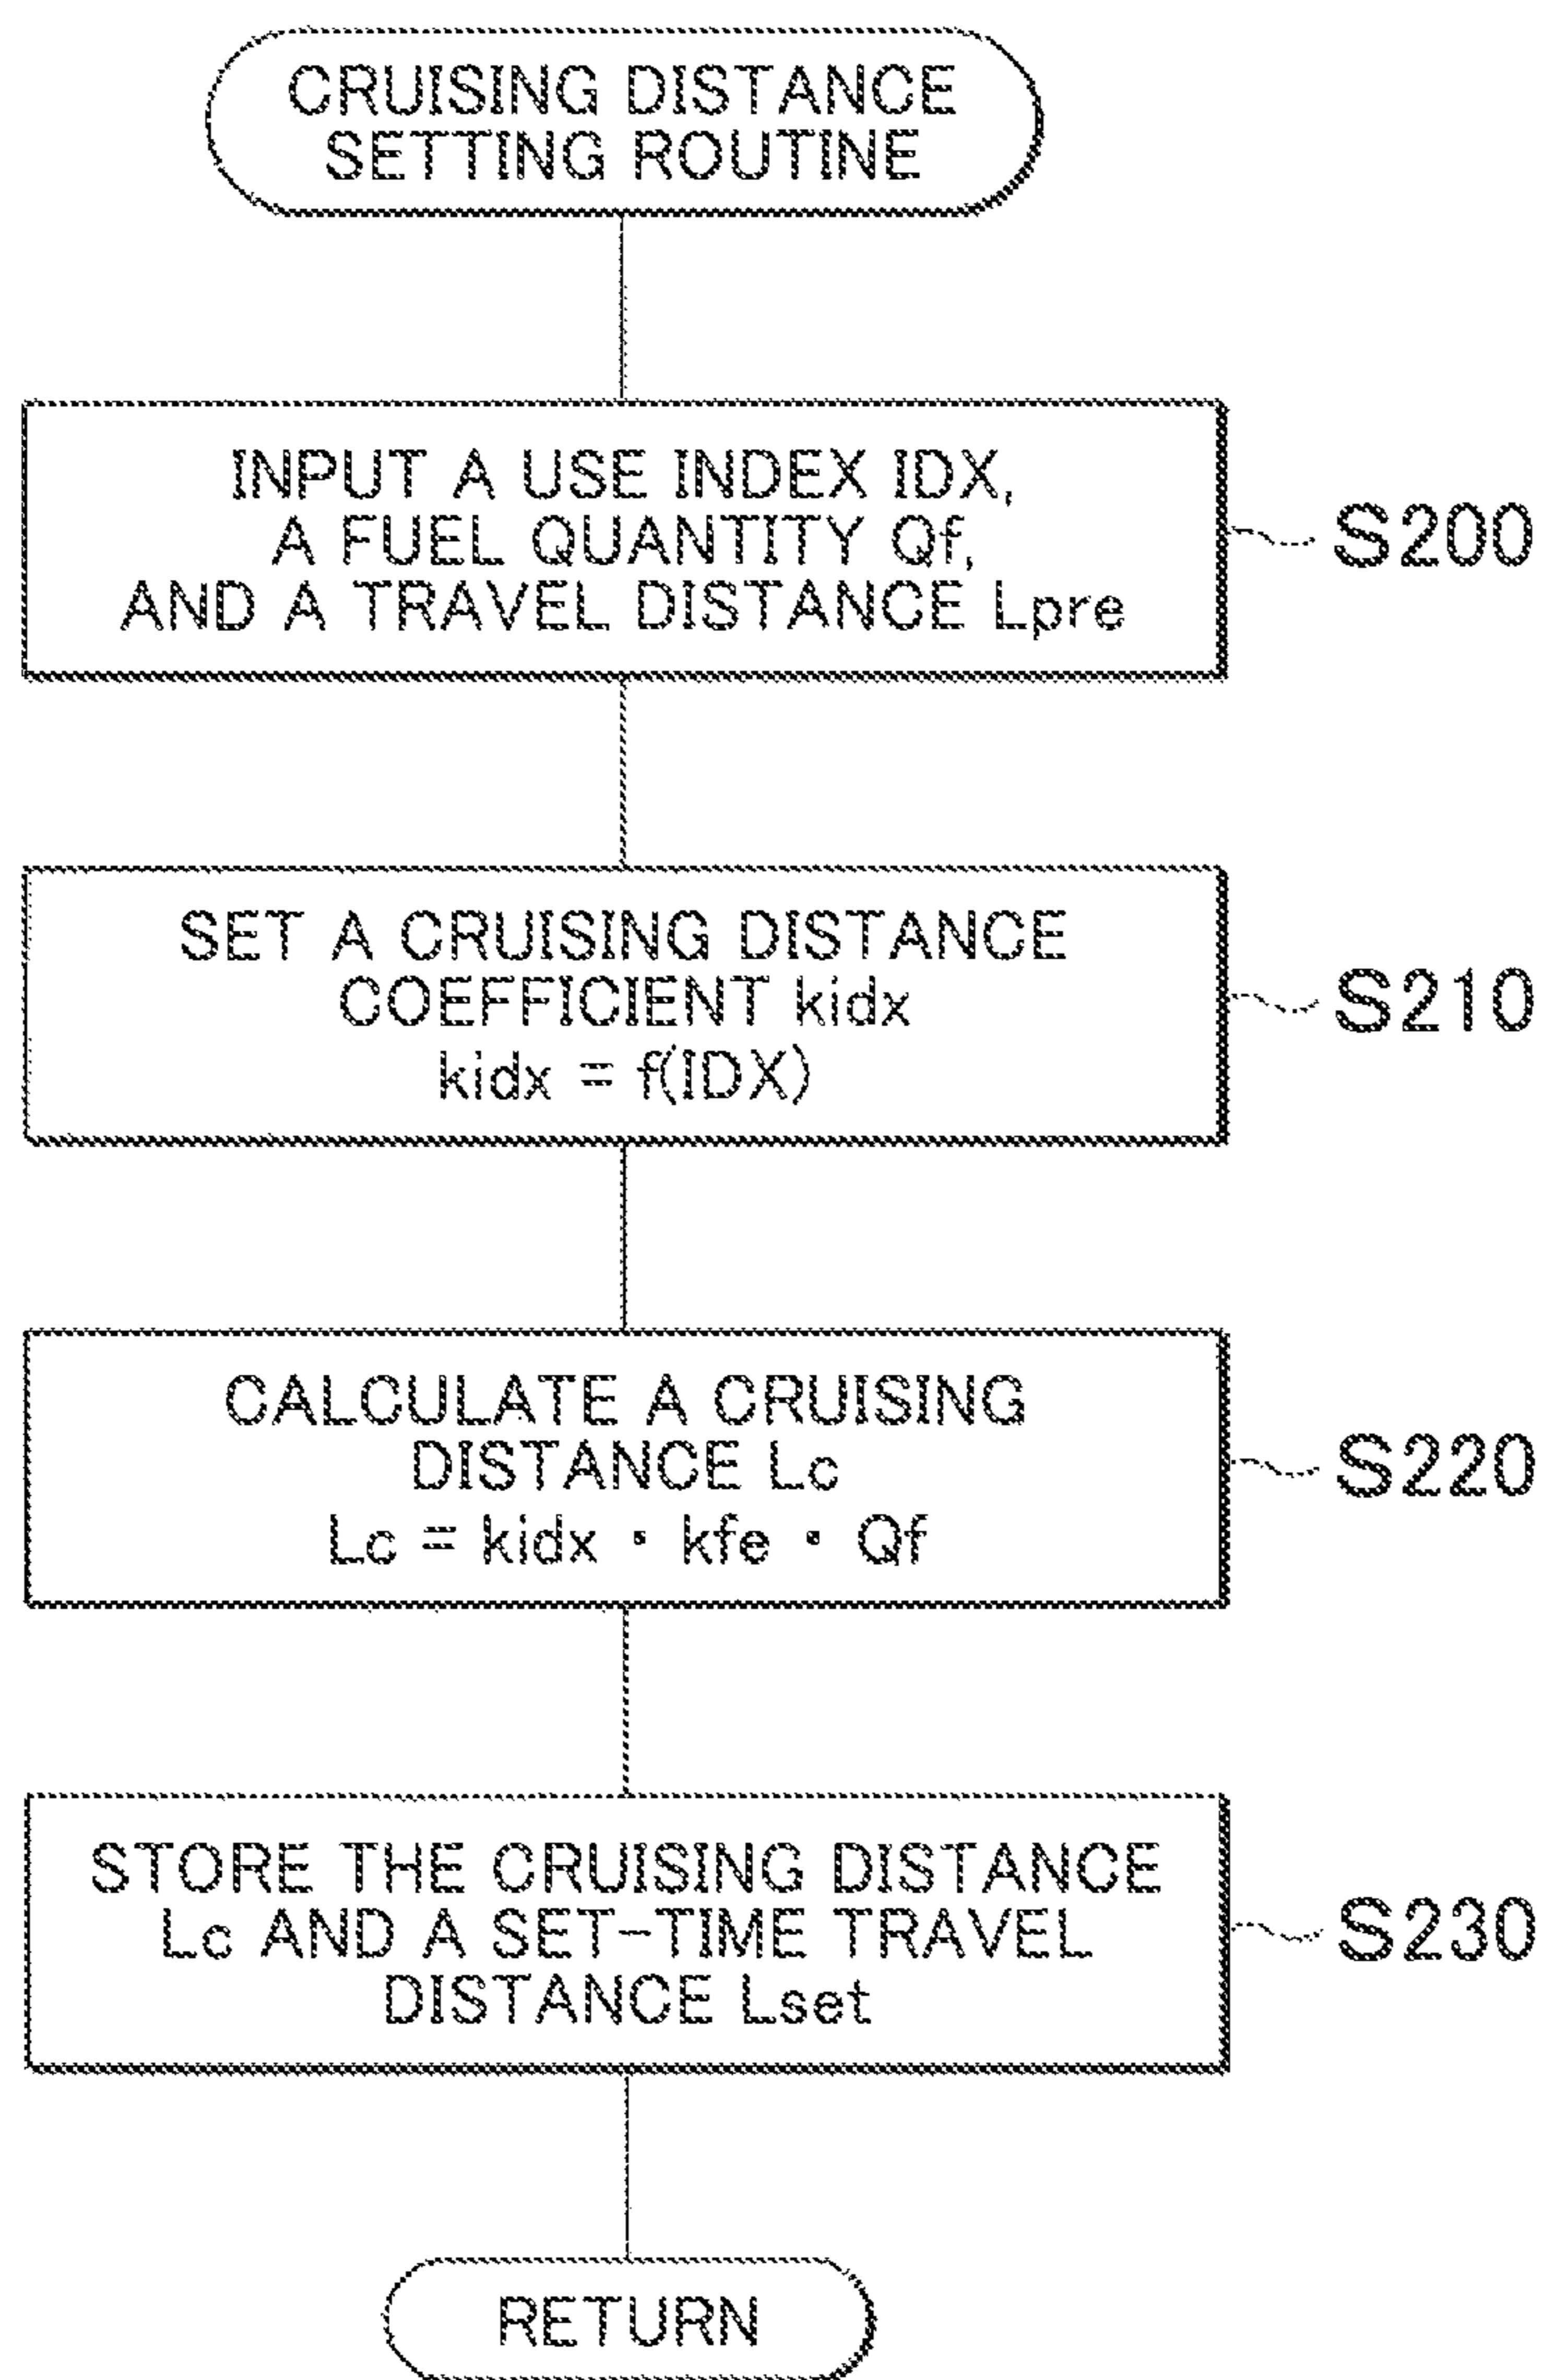 CRUISING DISTANCE
SETTING ROUTINE
INPUT A USE INDEX IDX,
A FUEL QUANTITY Qf,
AND A TRAVEL DISTANCE Lpre
S200
SET A CRUISING DISTANCE
COEFFICIENT kidx
kidx = f(IDX)
S210
CALCULATE A CRUISING
DISTANCE Lc
Lc = kidx · kfe · Qf
S220
STORE THE CRUISING DISTANCE
Lc AND A SET-TIME TRAVEL
DISTANCE Lset
S230
RETURN